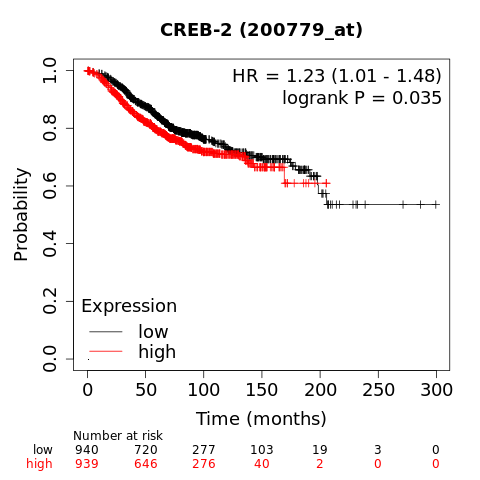 CREB-2 (200779_at)
HR = 1.23 (1.01 - 1.48)
logrank P = 0.035
Probability
1.0
0.8
0.6
0.4
0.2
0.0
Expression
low
high
0 50 100 150 200 250 300
Time (months)
Number at risk
low 940 720 277 103 19 3 0
high 939 646 276 40 2 0 0